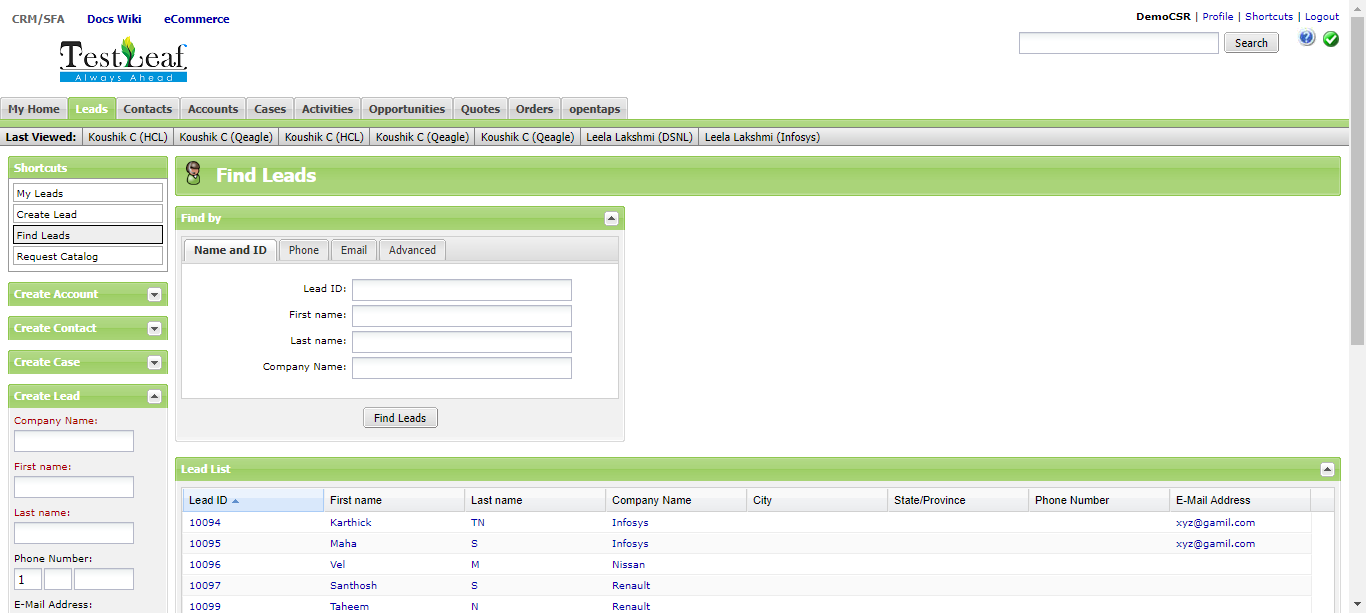 CRM/SFA Docs Wiki eCommerce
DemoCSR | Profile | Shortcuts | Logout
TestLeaf
Always Ahead
Search
My Home Leads Contacts Accounts Cases Activities Opportunities Quotes Orders opentaps
Last Viewed: Koushik C (HCL) Koushik C (Qeagle) Koushik C (HCL) Koushik C (Qeagle) Koushik C (Qeagle) Leela Lakshmi (DSNL) Leela Lakshmi (Infosys)
Shortcuts
My Leads
Create Lead
Find Leads
Request Catalog
Create Account
Create Contact
Create Case
Create Lead
Company Name:
First name:
Last name:
Phone Number:
1
E-Mail Address:
Find Leads
Find by
Name and ID Phone Email Advanced
Lead ID:
First name:
Last name:
Company Name:
Find Leads
Lead List
Lead ID First name Last name Company Name City State/Province Phone Number E-Mail Address
10094 Karthick TN Infosys xyz@gamil.com
10095 Maha S Infosys xyz@gamil.com
10096 Vel M Nissan
10097 Santhosh S Renault
10099 Taheem N Renault